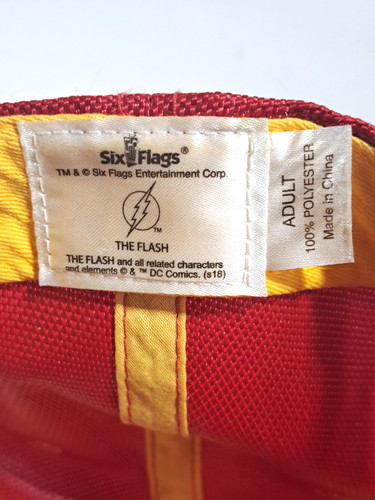 Six Flags®
TM & © Six Flags Entertainment Corp.
TM
THE FLASH
THE FLASH and all related characters
and elements © & ™ DC Comics. (s18)
ADULT
100% POLYESTER
Made in China